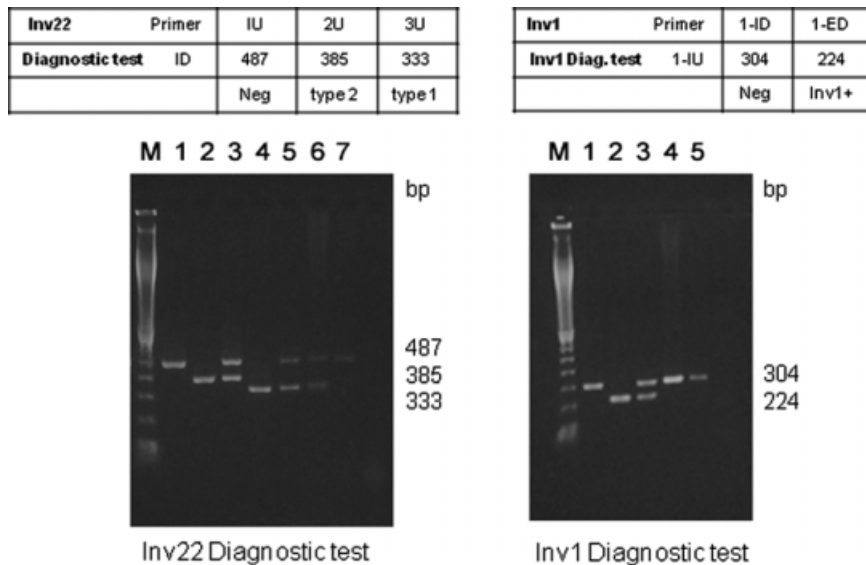 Inv22 Primer IU 2U 3U
Diagnostic test ID 487 385 333
Neg type 2 type 1
Inv1 Primer 1-ID 1-ED
Inv1 Diag. test 1-IU 304 224
Neg Inv1+
M 1 2 3 4 5 6 7
bp
487
385
333
Inv22 Diagnostic test
M 1 2 3 4 5
bp
304
224
Inv1 Diagnostic test